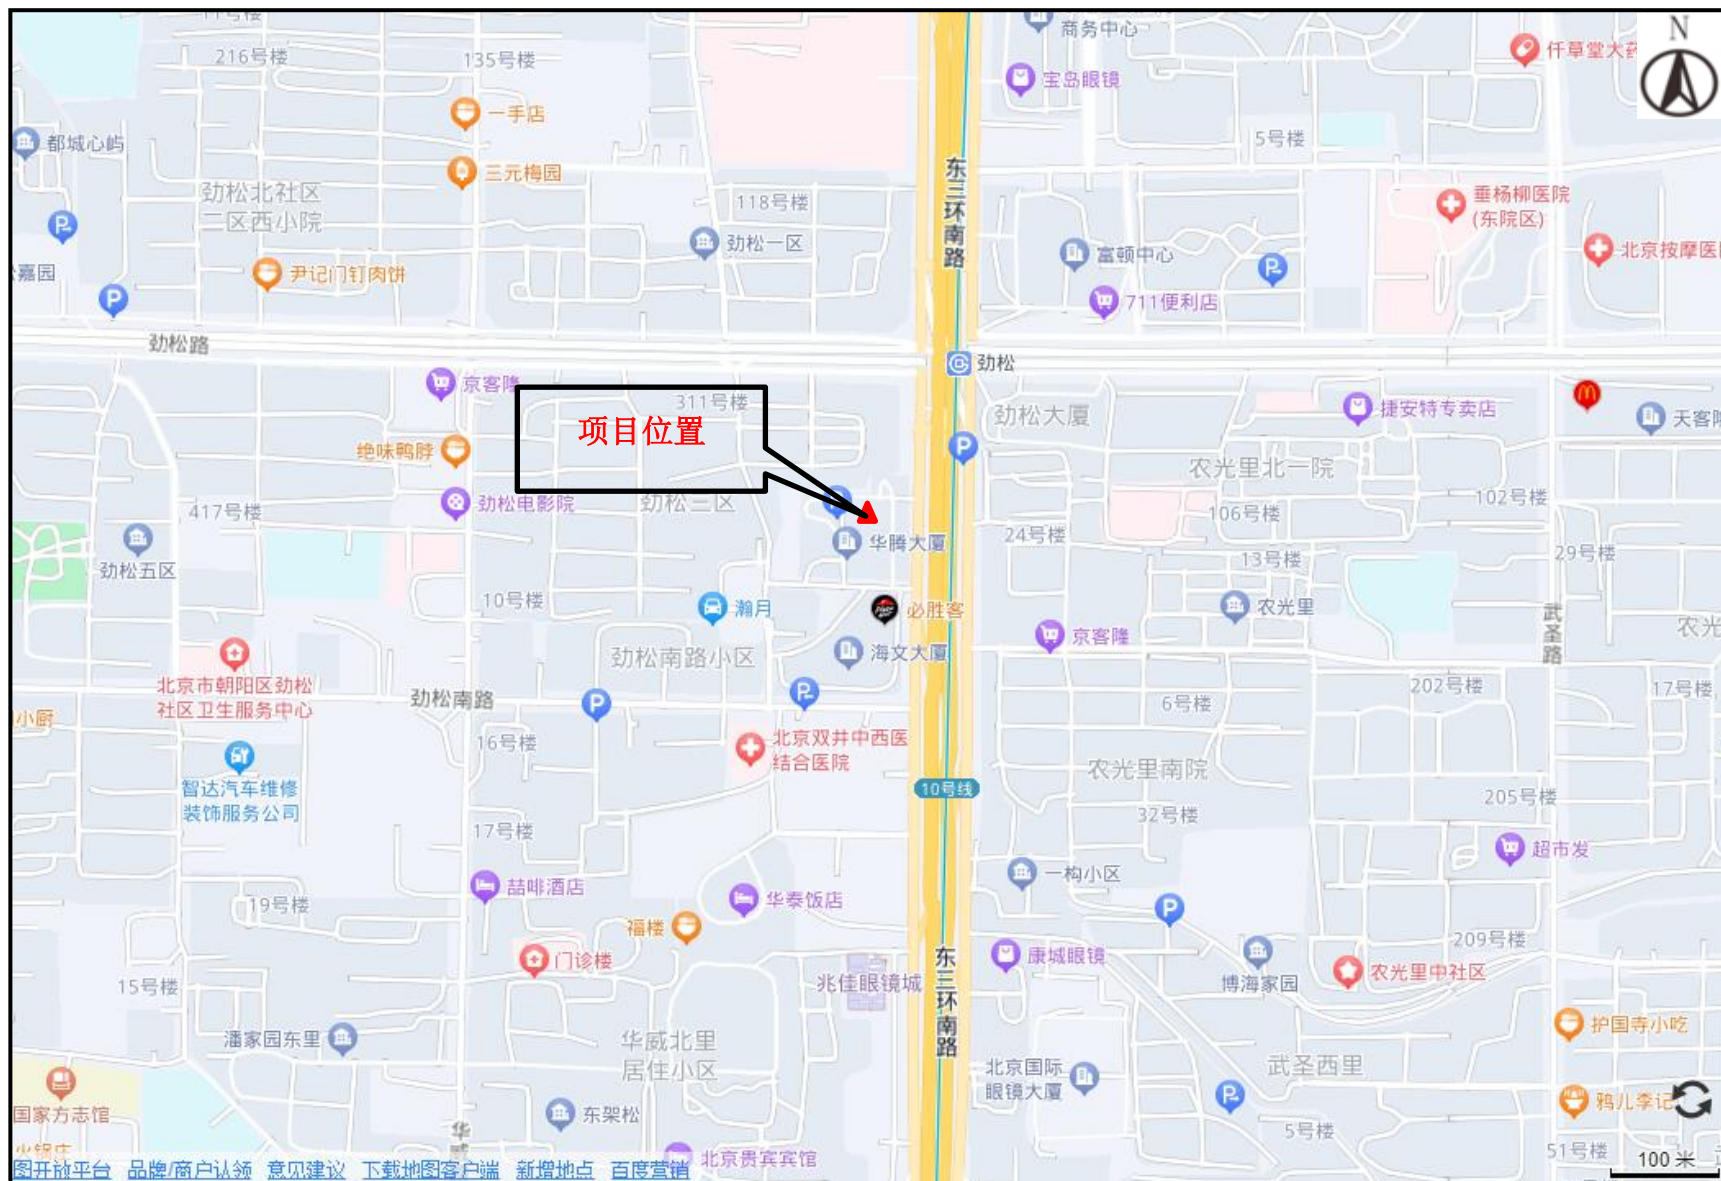 商务中心
N
216号楼
135号楼
仟草堂大药
宝岛眼镜
一手店
5号楼
都城心屿
三元梅园
劲松北社区
二区西小院
118号楼
东三环南路
垂杨柳医院
(东院区)
劲松一区
富顿中心
北京按摩医
嘉园
尹记门钉肉饼
711便利店
劲松路
劲松
京客隆
311号楼
劲松大厦
捷安特专卖店
天客隆
项目位置
绝味鸭脖
农光里北一院
劲松电影院
劲松三区
102号楼
417号楼
106号楼
24号楼
华腾大厦
13号楼
29号楼
劲松五区
10号楼
瀚月
必胜客
农光里
武圣路
农光
京客隆
劲松南路小区
海文大厦
北京市朝阳区劲松
社区卫生服务中心
劲松南路
202号楼
17号楼
6号楼
小厨
16号楼
北京双井中西医
结合医院
农光里南院
智达汽车维修
装饰服务公司
10号线
205号楼
32号楼
17号楼
超市发
一构小区
喆啡酒店
华泰饭店
19号楼
福楼
209号楼
门诊楼
康城眼镜
东三环南路
农光里中社区
博海家园
15号楼
兆佳眼镜城
护国寺小吃
潘家园东里
华威北里
居住小区
北京国际
眼镜大厦
武圣西里
国家方志馆
东架松
鸦儿李记
华威
5号楼
火锅庄
北京贵宾宾馆
51号楼
100 米
图开放平台 品牌/商户认领 意见建议 下载地图客户端 新增地点 百度营销